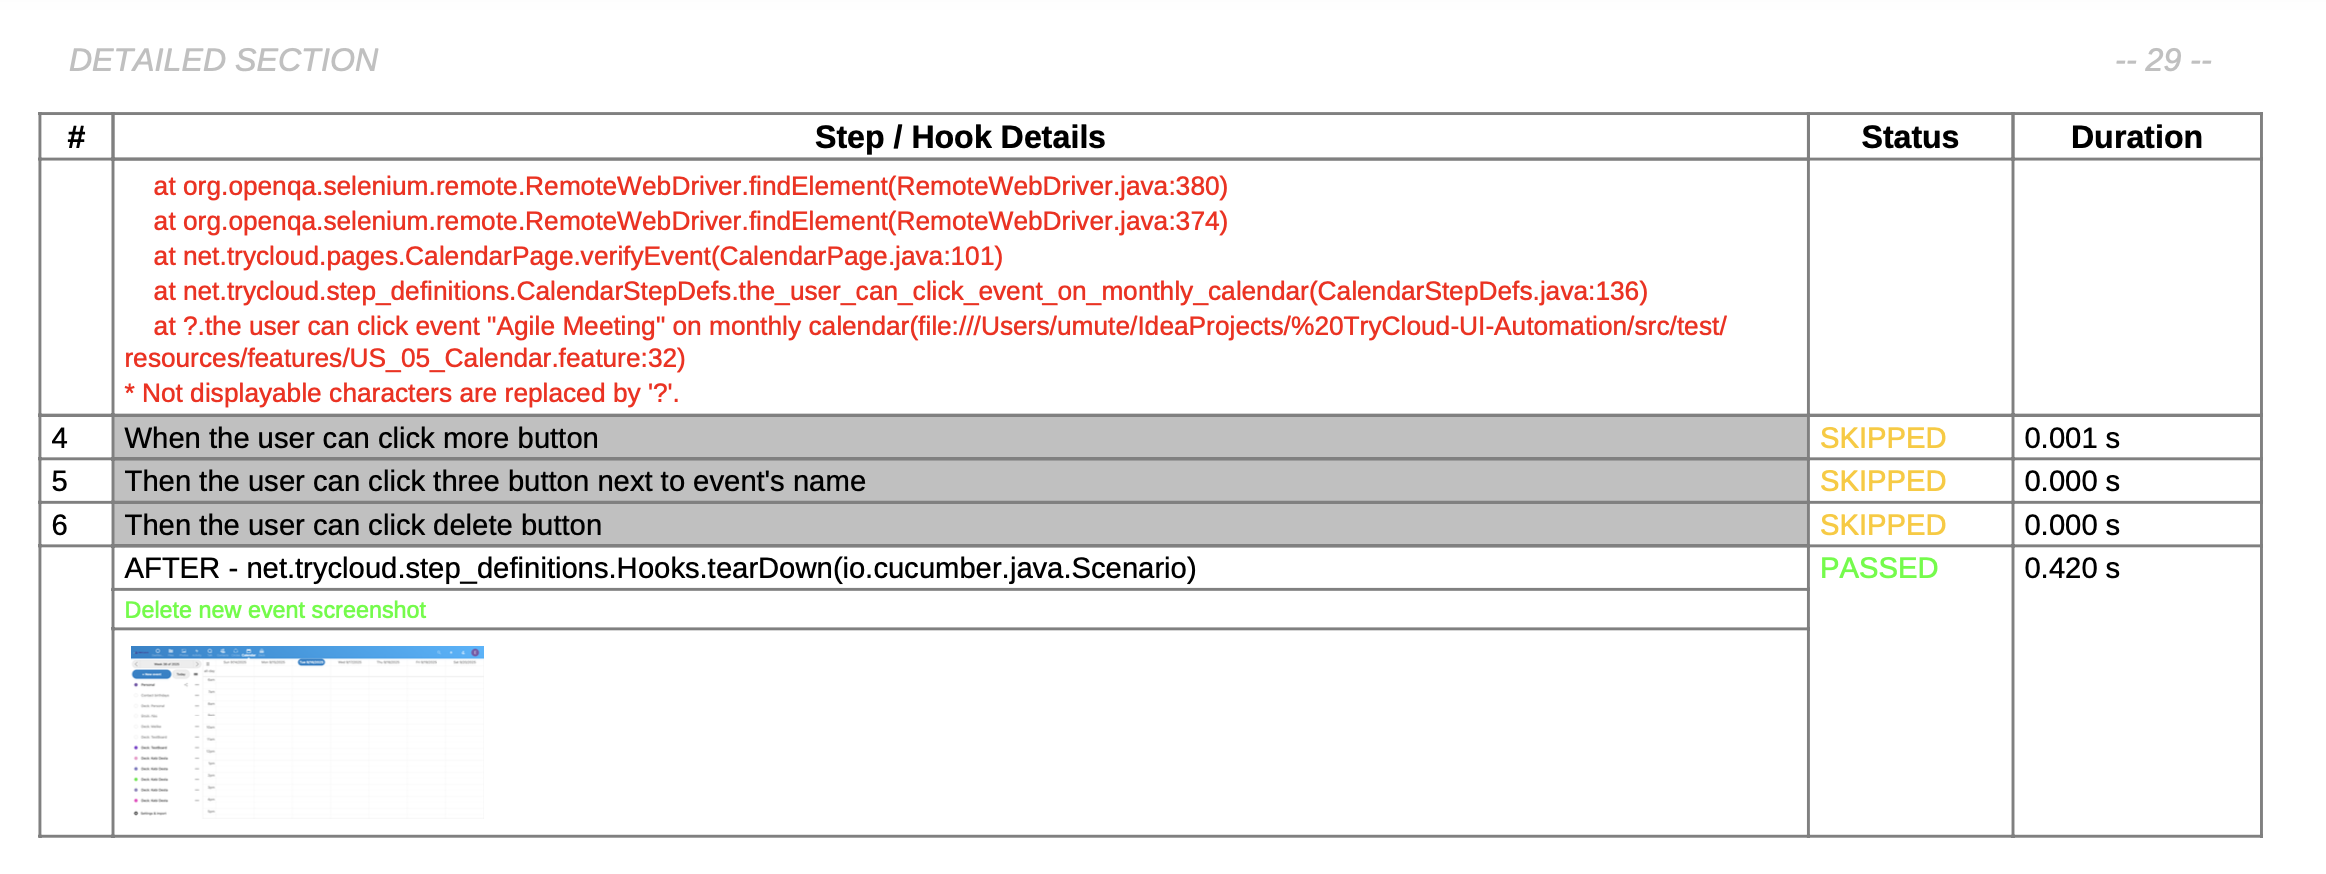 DETAILED SECTION
-- 29 --
# Step / Hook Details Status Duration
at org.openqa.selenium.remote.RemoteWebDriver.findElement(RemoteWebDriver.java:380)
at org.openqa.selenium.remote.RemoteWebDriver.findElement(RemoteWebDriver.java:374)
at net.trycloud.pages.CalendarPage.verifyEvent(CalendarPage.java:101)
at net.trycloud.step_definitions.CalendarStepDefs.the_user_can_click_event_on_monthly_calendar(CalendarStepDefs.java:136)
at ?.the user can click event "Agile Meeting" on monthly calendar(file:///Users/umute/IdeaProjects/%20TryCloud-UI-Automation/src/test/
resources/features/US_05_Calendar.feature:32)
* Not displayable characters are replaced by '?'.
4 When the user can click more button SKIPPED 0.001 s
5 Then the user can click three button next to event's name SKIPPED 0.000 s
6 Then the user can click delete button SKIPPED 0.000 s
AFTER - net.trycloud.step_definitions.Hooks.tearDown(io.cucumber.java.Scenario) PASSED 0.420 s
Delete new event screenshot